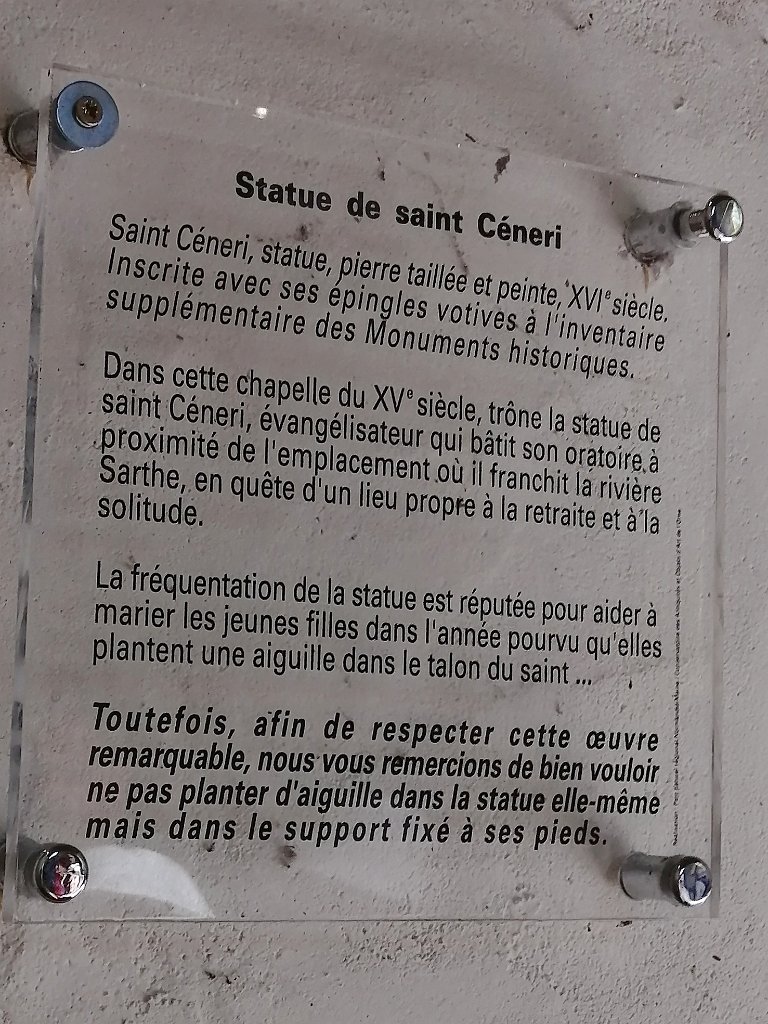 Statue de saint Céneri
Saint Céneri, statue, pierre taillée et peinte, XVIe siècle.
Inscrite avec ses épingles votives à l'inventaire
supplémentaire des Monuments historiques.
Dans cette chapelle du XVe siècle, trône la statue de
saint Céneri, évangélisateur qui bâtit son oratoire à
proximité de l'emplacement où il franchit la rivière
Sarthe, en quête d'un lieu propre à la retraite et à la
solitude.
La fréquentation de la statue est réputée pour aider à
marier les jeunes filles dans l'année pourvu qu'elles
plantent une aiguille dans le talon du saint ...
Toutefois, afin de respecter cette œuvre
remarquable, nous vous remercions de bien vouloir
ne pas planter d'aiguille dans la statue elle-même
mais dans le support fixé à ses pieds.